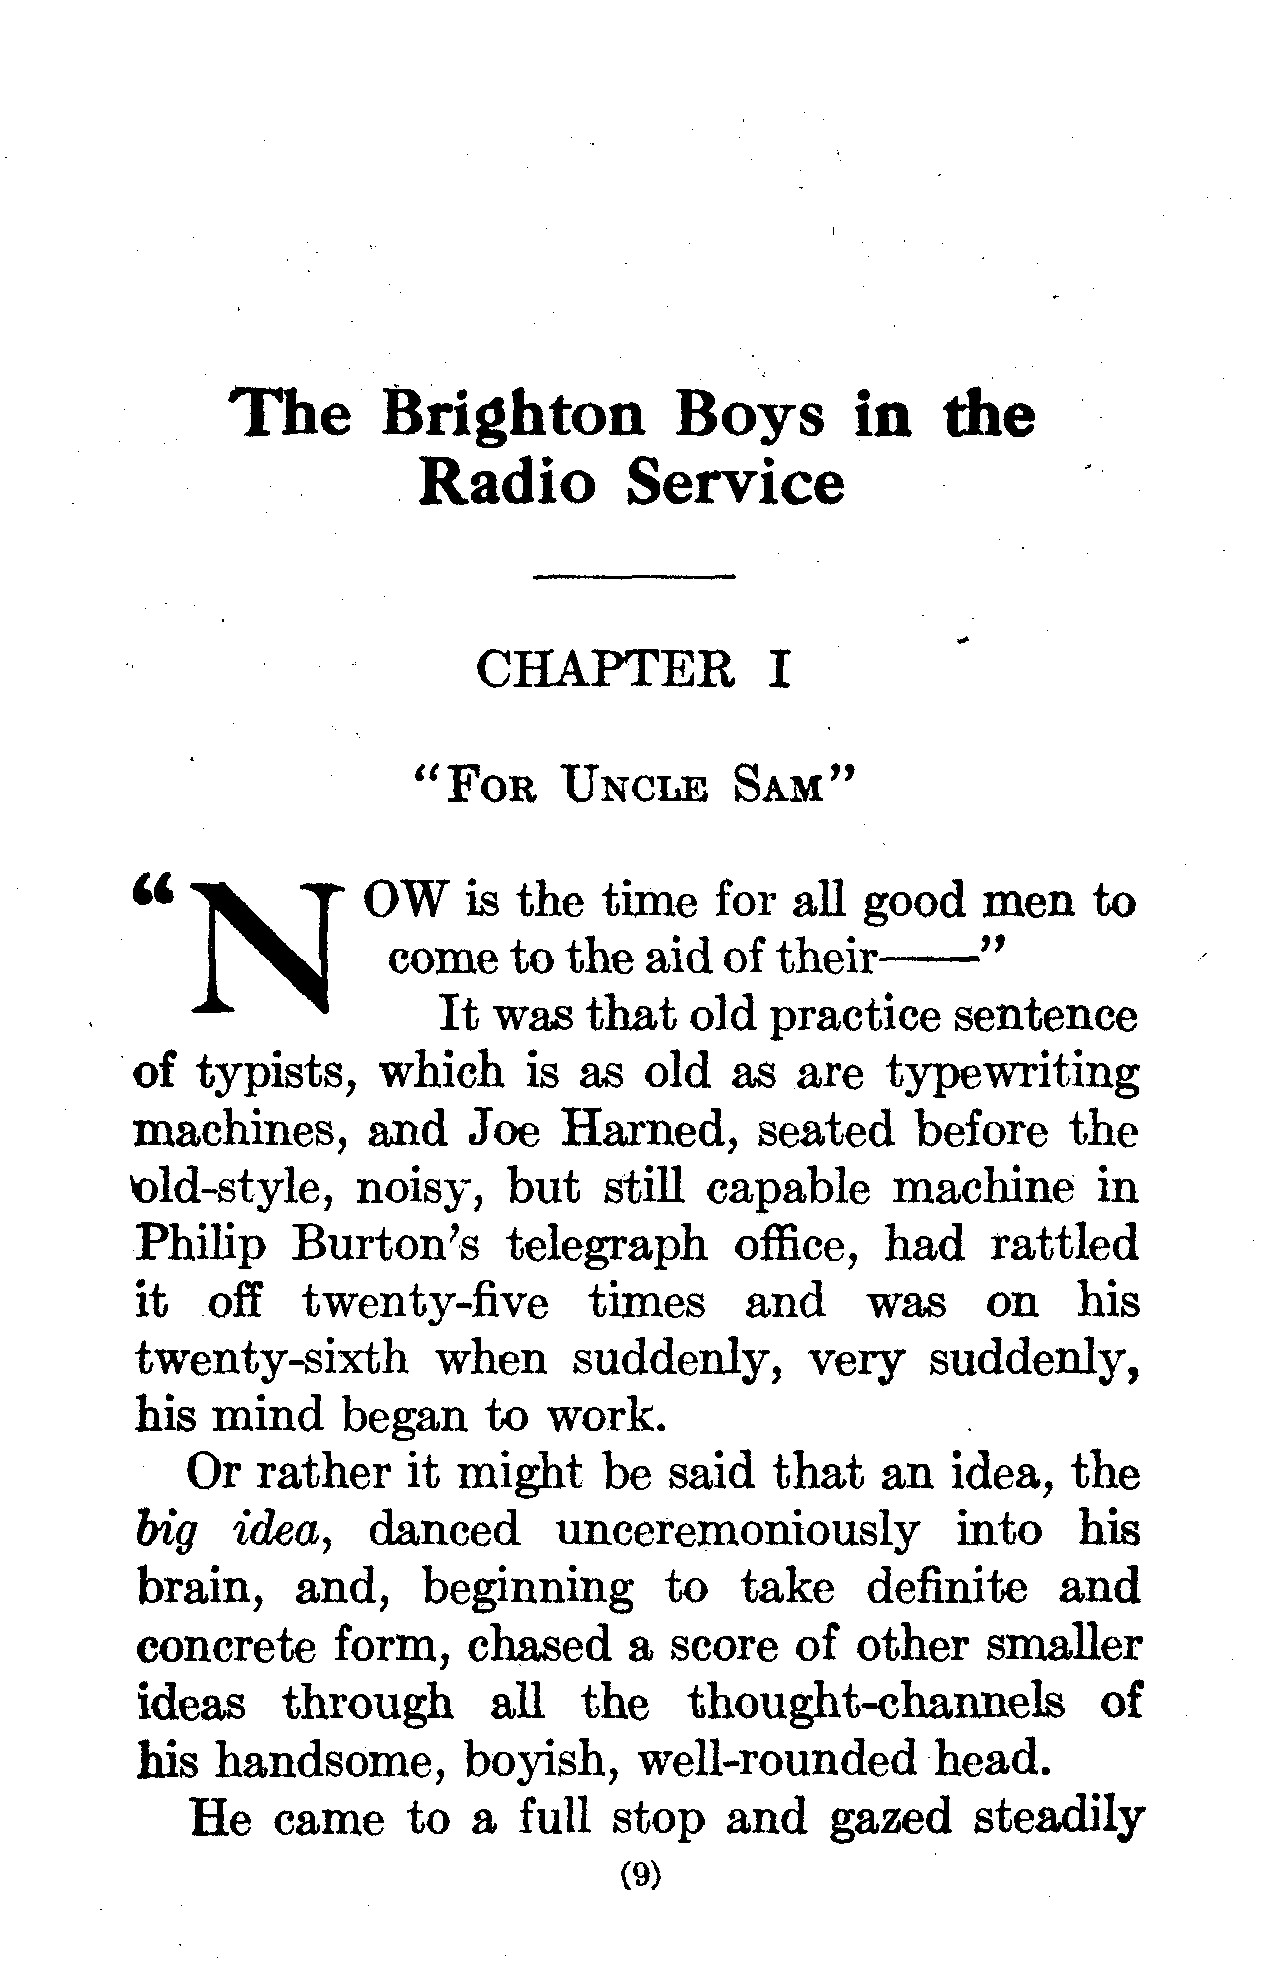 The Brighton Boys in the
Radio Service
CHAPTER I
“For Uncle Sam”
“NOW is the time for all good men to
come to the aid of their——”
It was that old practice sentence
of typists, which is as old as are typewriting
machines, and Joe Harned, seated before the
old-style, noisy, but still capable machine in
Philip Burton’s telegraph office, had rattled
it off twenty-five times and was on his
twenty-sixth when suddenly, very suddenly,
his mind began to work.
Or rather it might be said that an idea, the
big idea, danced unceremoniously into his
brain, and, beginning to take definite and
concrete form, chased a score of other smaller
ideas through all the thought-channels of
his handsome, boyish, well-rounded head.
He came to a full stop and gazed steadily
(9)